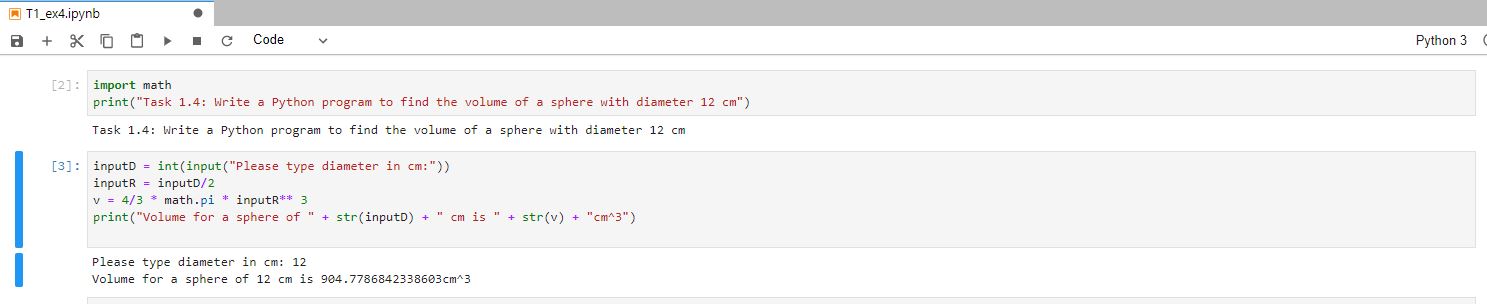 T1_ex4.ipynb
Code
Python 3
[2]:
import math
print("Task 1.4: Write a Python program to find the volume of a sphere with diameter 12 cm")
Task 1.4: Write a Python program to find the volume of a sphere with diameter 12 cm
[3]:
inputD = int(input("Please type diameter in cm:"))
inputR = inputD/2
v = 4/3 * math.pi * inputR** 3
print("Volume for a sphere of " + str(inputD) + " cm is " + str(v) + "cm^3")
Please type diameter in cm: 12
Volume for a sphere of 12 cm is 904.7786842338603cm^3